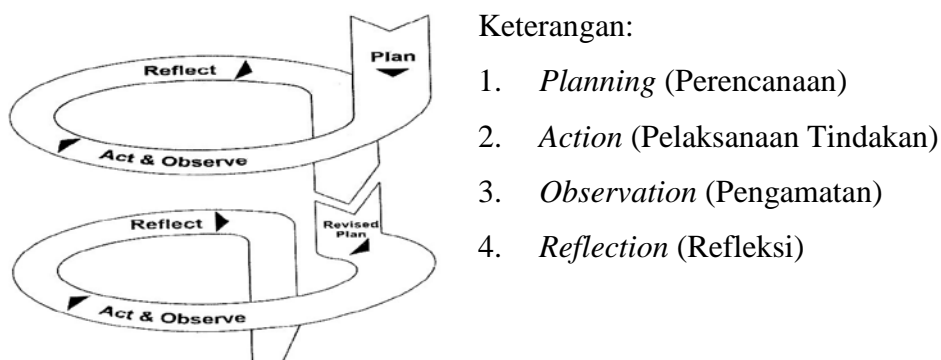 Plan
Reflect
Act & Observe
Revised
Plan
Reflect
Act & Observe
Keterangan:
1. Planning (Perencanaan)
2. Action (Pelaksanaan Tindakan)
3. Observation (Pengamatan)
4. Reflection (Refleksi)